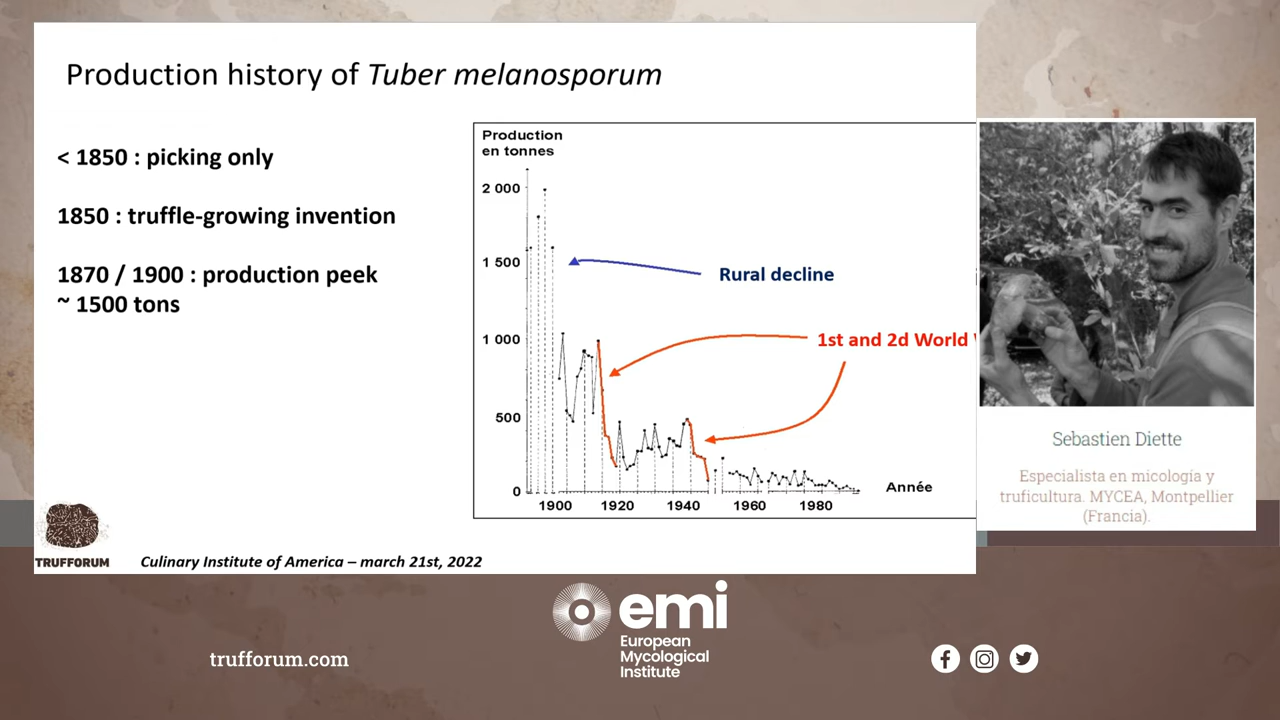 Production history of Tuber melanosporum
< 1850 : picking only
1850 : truffle-growing invention
1870 / 1900 : production peek
~ 1500 tons
Production
en tonnes
2 000
1 500
1 000
500
0
Rural decline
1st and 2d World
Année
1900 1920 1940 1960 1980
TRUFFORUM
Culinary Institute of America – march 21st, 2022
Sebastien Diette
Especialista en micología y
truficultura. MYCEA, Montpellier
(Francia).
trufforum.com
emi
European
Mycological
Institute